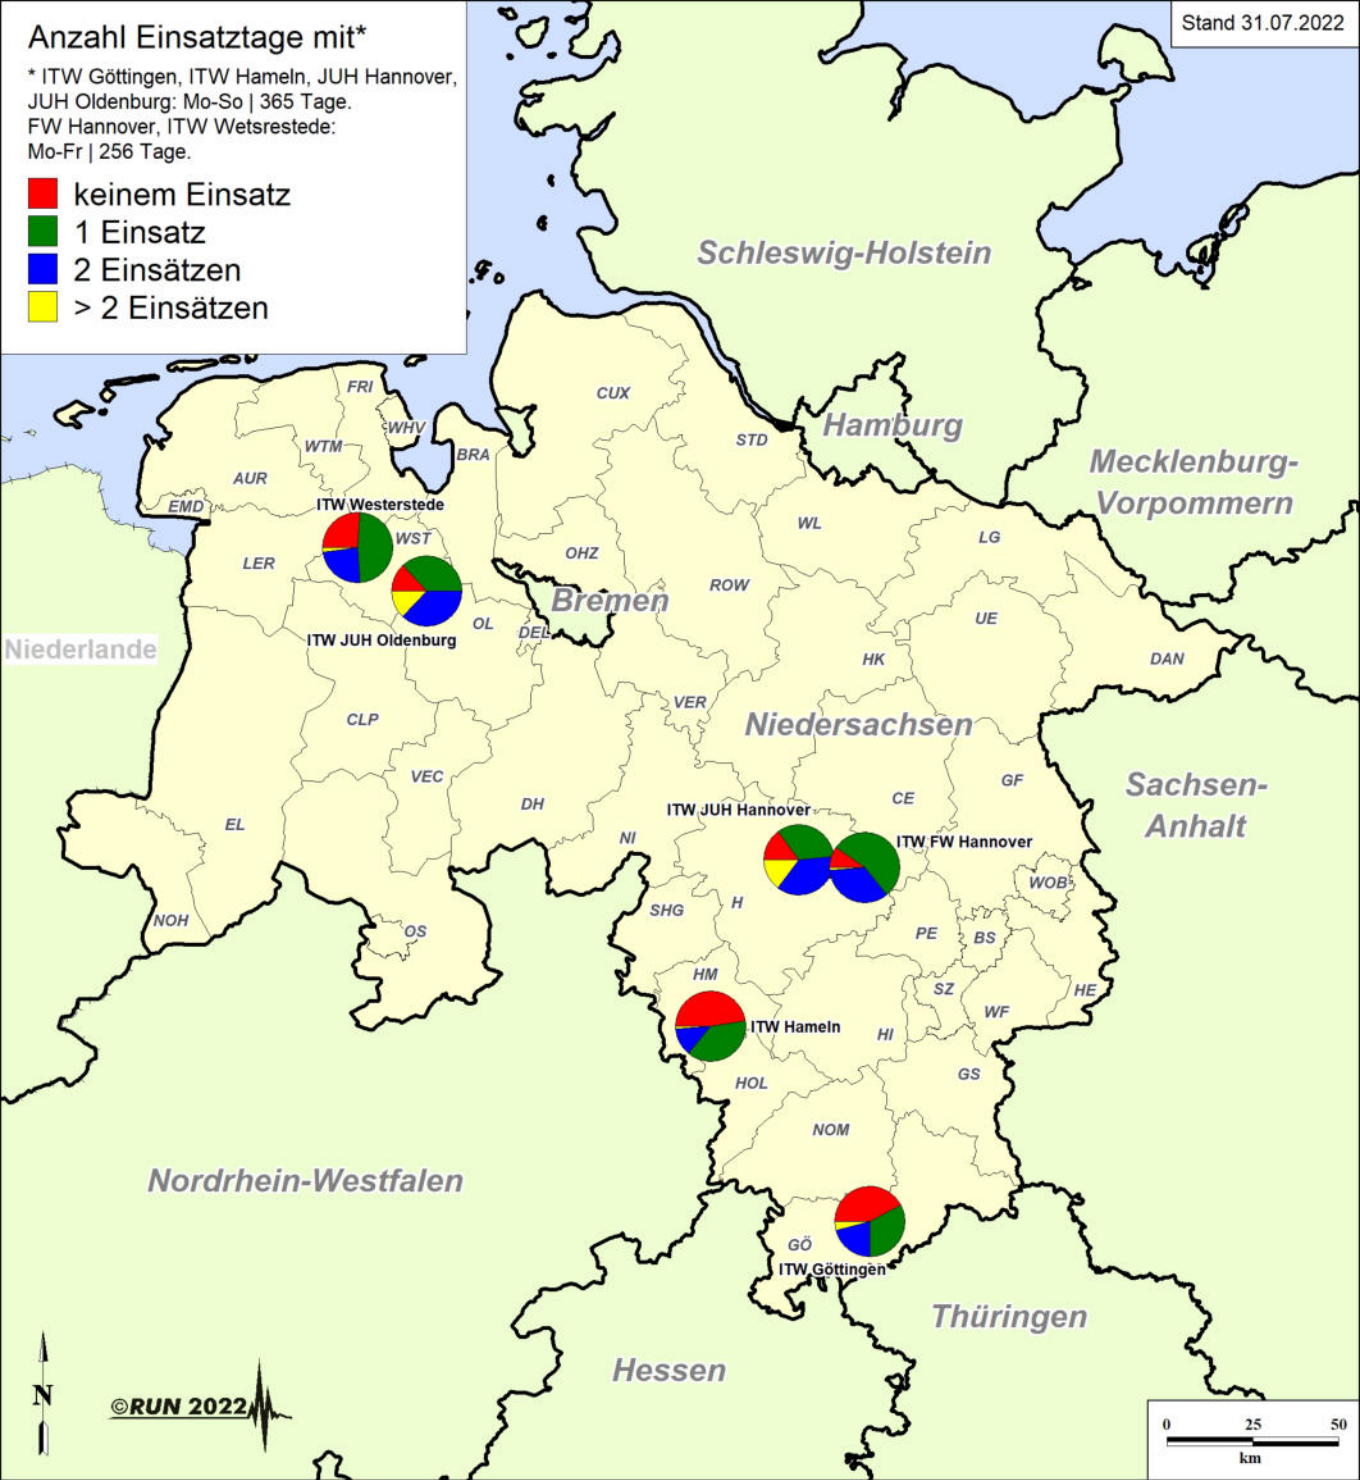 Anzahl Einsatztage mit*
* ITW Göttingen, ITW Hameln, JUH Hannover,
JUH Oldenburg: Mo-So | 365 Tage.
FW Hannover, ITW Wetsrestede:
Mo-Fr | 256 Tage.
keinem Einsatz
1 Einsatz
2 Einsätzen
> 2 Einsätzen
Stand 31.07.2022
Schleswig-Holstein
FRI
CUX
WHV
Hamburg
STD
WTM
BRA
Mecklenburg-
Vorpommern
AUR
EMD
ITW Westerstede
WL
WST
LG
OHZ
LER
ROW
Bremen
UE
OL
DEL
ITW JUH Oldenburg
Niederlande
HK
DAN
VER
CLP
Niedersachsen
VEC
GF
Sachsen-
Anhalt
CE
DH
ITW JUH Hannover
EL
NI
ITW FW Hannover
WOB
H
SHG
NOH
OS
PE
BS
HM
SZ
HE
WF
ITW Hameln
HI
GS
HOL
NOM
Nordrhein-Westfalen
GÖ
ITW Göttingen
Thüringen
Hessen
N
©RUN 2022
0 25 50
km